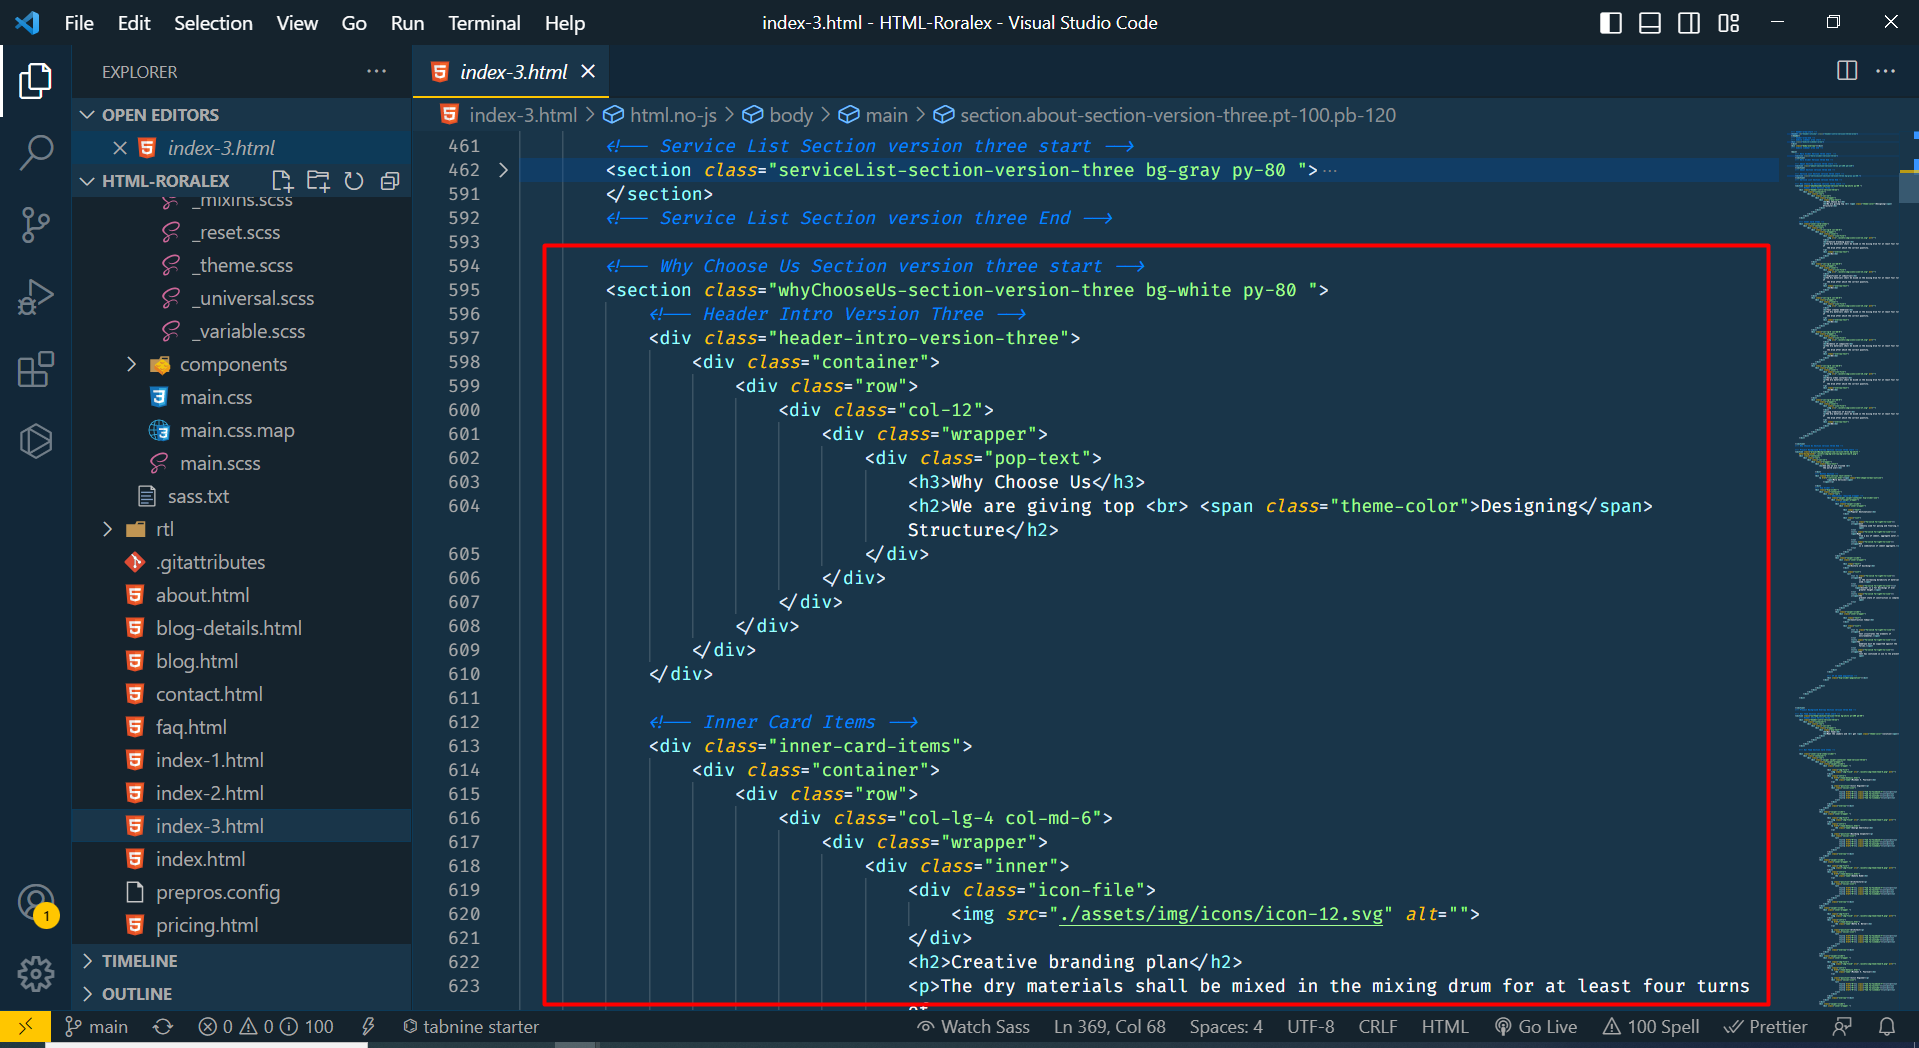 File Edit Selection View Go Run Terminal Help
index-3.html - HTML-Roralex - Visual Studio Code
EXPLORER
OPEN EDITORS
index-3.html
HTML-RORALEX
_mixins.scss
_reset.scss
_theme.scss
_universal.scss
_variable.scss
components
main.css
main.css.map
main.scss
sass.txt
rtl
.gitattributes
about.html
blog-details.html
blog.html
contact.html
faq.html
index-1.html
index-2.html
index-3.html
index.html
prepros.config
pricing.html
TIMELINE
OUTLINE
1
index-3.html
index-3.html > html.no-js > body > main > section.about-section-version-three.pt-100.pb-120
461 <!-- Service List Section version three start -->
462 <section class="serviceList-section-version-three bg-gray py-80 ">...
591 </section>
592 <!-- Service List Section version three End -->
593
594 <!-- Why Choose Us Section version three start -->
595 <section class="whyChooseUs-section-version-three bg-white py-80 ">
596 <!-- Header Intro Version Three -->
597 <div class="header-intro-version-three">
598 <div class="container">
599 <div class="row">
600 <div class="col-12">
601 <div class="wrapper">
602 <div class="pop-text">
603 <h3>Why Choose Us</h3>
604 <h2>We are giving top <br> <span class="theme-color">Designing</span>
Structure</h2>
605 </div>
606 </div>
607 </div>
608 </div>
609 </div>
610 </div>
611
612 <!-- Inner Card Items -->
613 <div class="inner-card-items">
614 <div class="container">
615 <div class="row">
616 <div class="col-lg-4 col-md-6">
617 <div class="wrapper">
618 <div class="inner">
619 <div class="icon-file">
620 <img src="./assets/img/icons/icon-12.svg" alt="">
621 </div>
622 <h2>Creative branding plan</h2>
623 <p>The dry materials shall be mixed in the mixing drum for at least four turns
main 0 0 100 tabnine starter Watch Sass Ln 369, Col 68 Spaces: 4 UTF-8 CRLF HTML Go Live 100 Spell Prettier